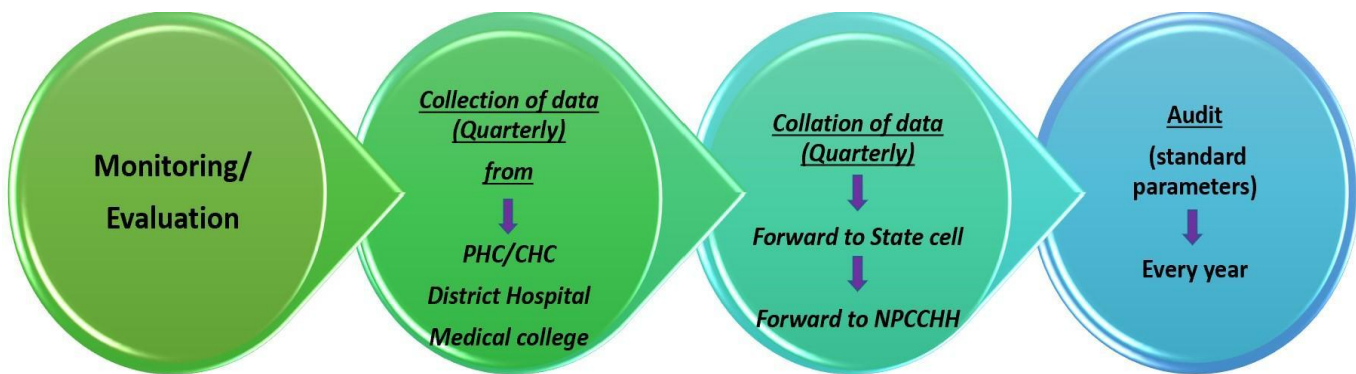 Monitoring/
Evaluation
Collection of data
(Quarterly)
from
PHC/CHC
District Hospital
Medical college
Collation of data
(Quarterly)
Forward to State cell
Forward to NPCCHH
Audit
(standard
parameters)
Every year